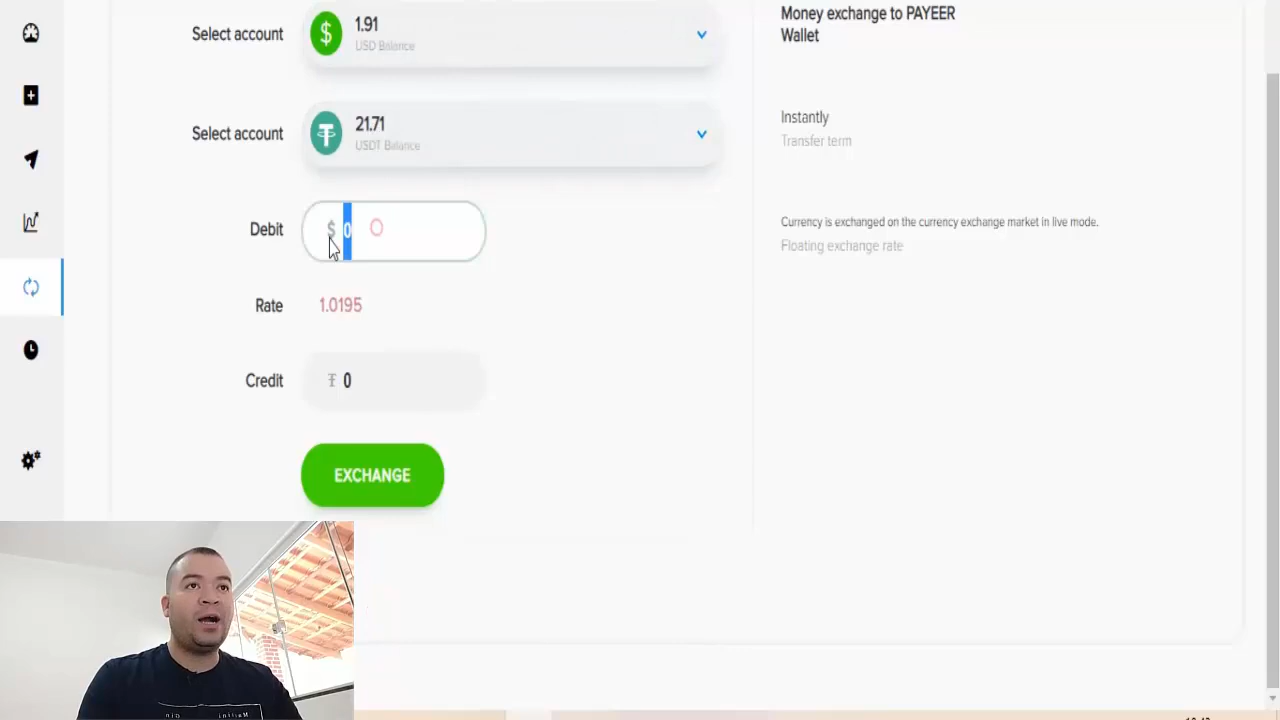 Select account
$
1.91
USD Balance
Select account
21.71
USDT Balance
Debit
$ 0
Rate
1.0195
Credit
₮ 0
EXCHANGE
Money exchange to PAYEER
Wallet
Instantly
Transfer term
Currency is exchanged on the currency exchange market in live mode.
Floating exchange rate